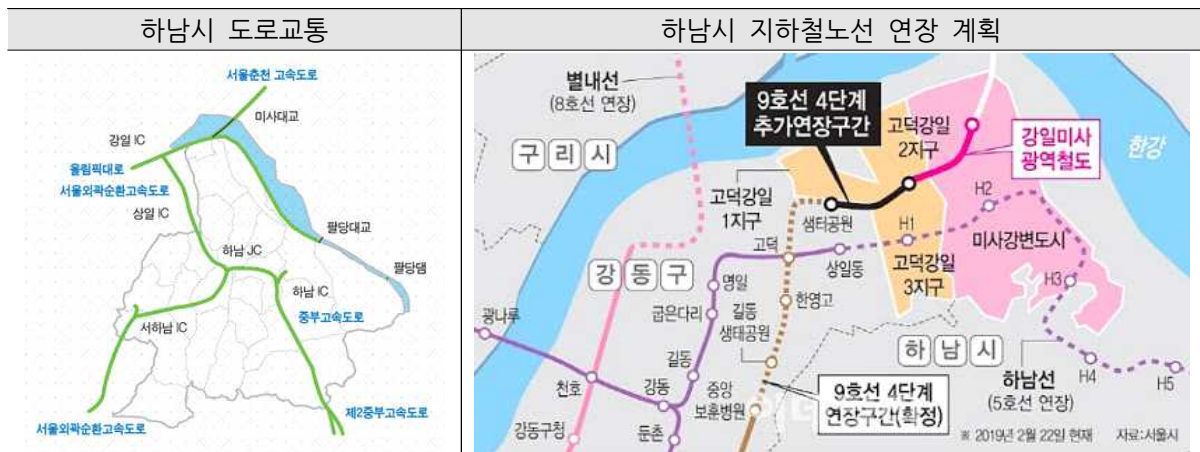 하남시 도로교통
하남시 지하철노선 연장 계획
서울춘천 고속도로
미사대교
강일 IC
올림픽대로
서울외곽순환고속도로
상일 IC
팔당대교
하남 JC
팔당댐
하남 IC
중부고속도로
서하남 IC
제2중부고속도로
서울외곽순환고속도로
별내선
(8호선 연장)
9호선 4단계
추가연장구간
고덕강일
2지구
강일미사
광역철도
한강
구리시
고덕강일
1지구
샘터공원
H1
H2
미사강변도시
고덕
상일동
고덕강일
3지구
H3
강동구
명일
한영고
굽은다리
길동
생태공원
광나루
하남시
길동
하남선
(5호선 연장)
H4
H5
천호
강동
중앙
보훈병원
9호선 4단계
연장구간(확정)
강동구청
둔촌
※ 2019년 2월 22일 현재
자료:서울시